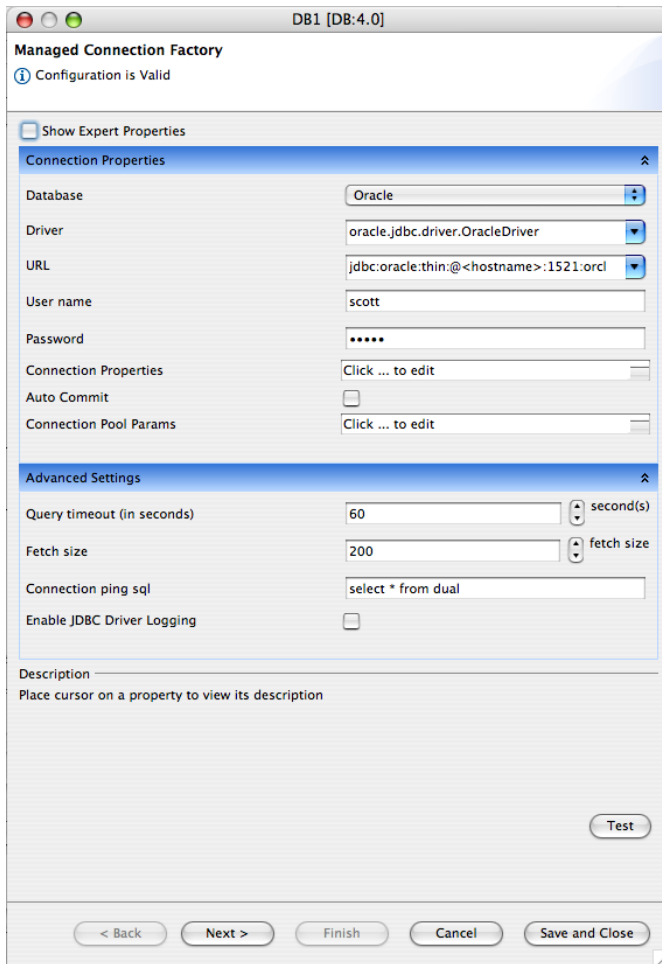 DB1 [DB:4.0]
Managed Connection Factory
Configuration is Valid
Show Expert Properties
Connection Properties
Database Oracle
Driver oracle.jdbc.driver.OracleDriver
URL jdbc:oracle:thin:@<hostname>:1521:orcl
User name scott
Password •••••
Connection Properties Click ... to edit
Auto Commit
Connection Pool Params Click ... to edit
Advanced Settings
Query timeout (in seconds) 60 second(s)
Fetch size 200 fetch size
Connection ping sql select * from dual
Enable JDBC Driver Logging
Description
Place cursor on a property to view its description
Test
< Back Next > Finish Cancel Save and Close